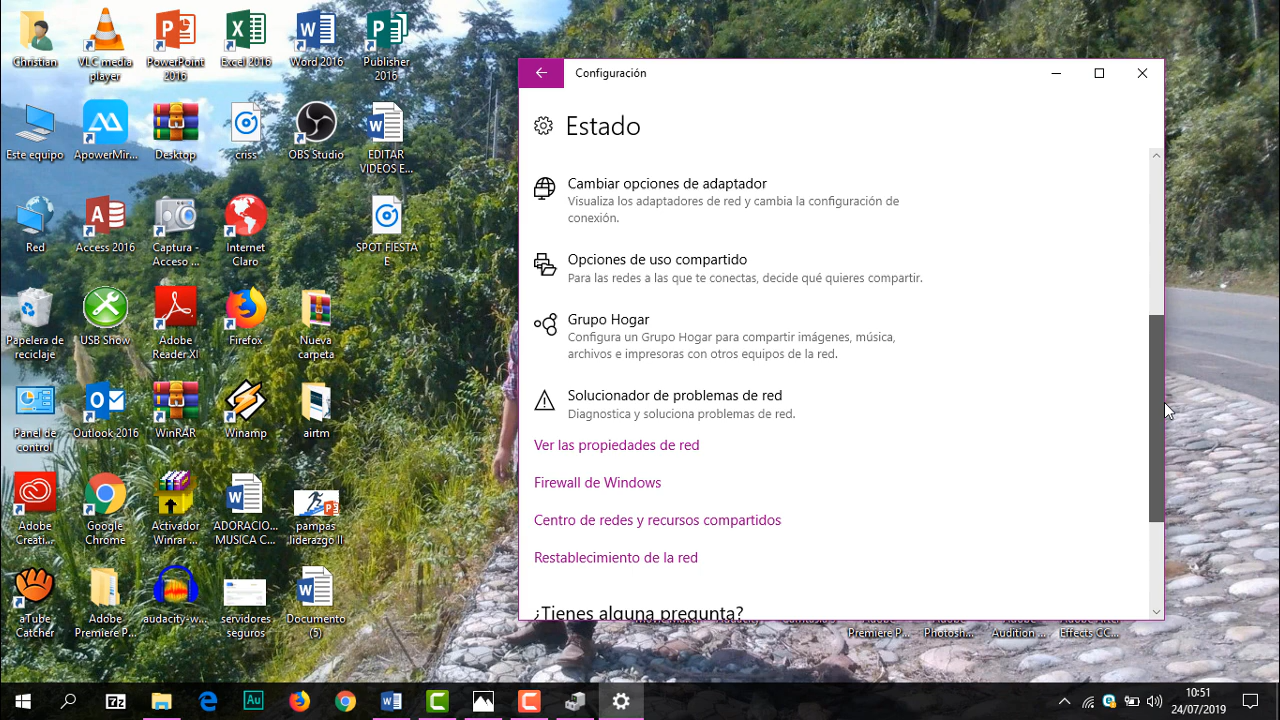 Christian
VLC media
player
PowerPoint
2016
Excel 2016
Word 2016
Publisher
2016
Este equipo
ApowerMir...
Desktop
criss
OBS Studio
EDITAR
VIDEOS E...
Red
Access 2016
Captura -
Acceso ...
Internet
Claro
SPOT FIESTA
E
Papelera de
reciclaje
USB Show
Adobe
Reader XI
Firefox
Nueva
carpeta
Panel de
control
Outlook 2016
WinRAR
Winamp
airtm
Adobe
Creati...
Google
Chrome
Activador
Winrar ...
ADORACIO...
MUSICA C...
pampas
liderazgo II
aTube
Catcher
Adobe
Premiere P...
audacity-w...
servidores
seguros
Documento
(5)
Configuración
Estado
Cambiar opciones de adaptador
Visualiza los adaptadores de red y cambia la configuración de
conexión.
Opciones de uso compartido
Para las redes a las que te conectas, decide qué quieres compartir.
Grupo Hogar
Configura un Grupo Hogar para compartir imágenes, música,
archivos e impresoras con otros equipos de la red.
Solucionador de problemas de red
Diagnostica y soluciona problemas de red.
Ver las propiedades de red
Firewall de Windows
Centro de redes y recursos compartidos
Restablecimiento de la red
¿Tienes alguna pregunta?
Premiere P...
Photosh...
Audition ...
Effects CC...
10:51
24/07/2019